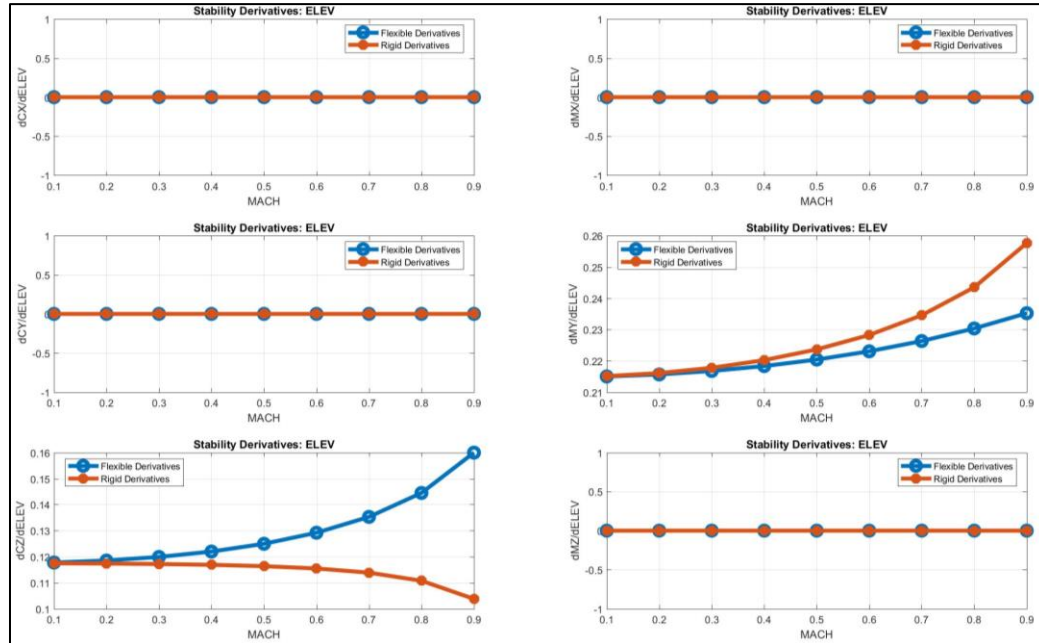 Stability Derivatives: ELEV
1
0.5
0
-0.5
-1
dCX/dELEV
Flexible Derivatives
Rigid Derivatives
0.1 0.2 0.3 0.4 0.5 0.6 0.7 0.8 0.9
MACH
Stability Derivatives: ELEV
1
0.5
0
-0.5
-1
dMX/dELEV
Flexible Derivatives
Rigid Derivatives
0.1 0.2 0.3 0.4 0.5 0.6 0.7 0.8 0.9
MACH
Stability Derivatives: ELEV
1
0.5
0
-0.5
-1
dCY/dELEV
Flexible Derivatives
Rigid Derivatives
0.1 0.2 0.3 0.4 0.5 0.6 0.7 0.8 0.9
MACH
Stability Derivatives: ELEV
0.26
0.25
0.24
0.23
0.22
0.21
dMY/dELEV
Flexible Derivatives
Rigid Derivatives
0.1 0.2 0.3 0.4 0.5 0.6 0.7 0.8 0.9
MACH
Stability Derivatives: ELEV
0.16
0.15
0.14
0.13
0.12
0.11
0.1
dCZ/dELEV
Flexible Derivatives
Rigid Derivatives
0.1 0.2 0.3 0.4 0.5 0.6 0.7 0.8 0.9
MACH
Stability Derivatives: ELEV
1
0.5
0
-0.5
-1
dMZ/dELEV
Flexible Derivatives
Rigid Derivatives
0.1 0.2 0.3 0.4 0.5 0.6 0.7 0.8 0.9
MACH